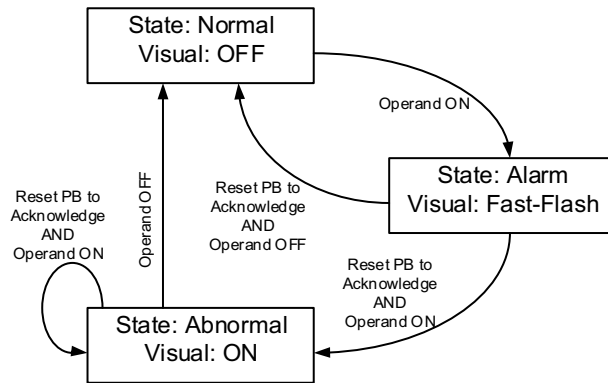 State: Normal
Visual: OFF
Operand ON
State: Alarm
Visual: Fast-Flash
Reset PB to
Acknowledge
AND
Operand OFF
Operand OFF
Reset PB to
Acknowledge
AND
Operand ON
Reset PB to
Acknowledge
AND
Operand ON
State: Abnormal
Visual: ON